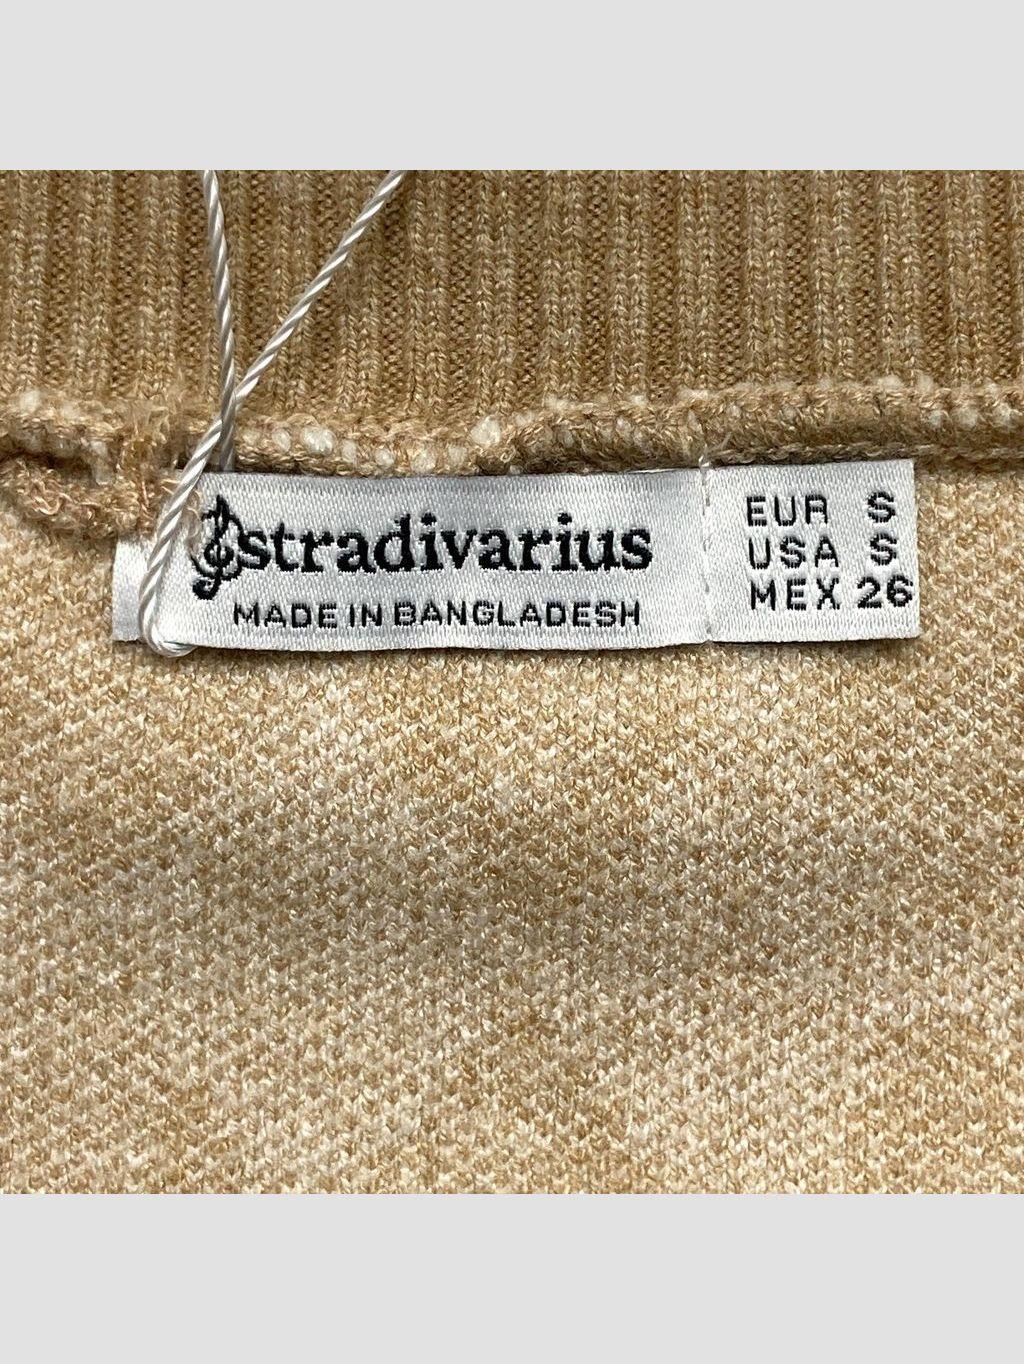 stradivarius
MADE IN BANGLADESH
EUR S
USA S
MEX 26